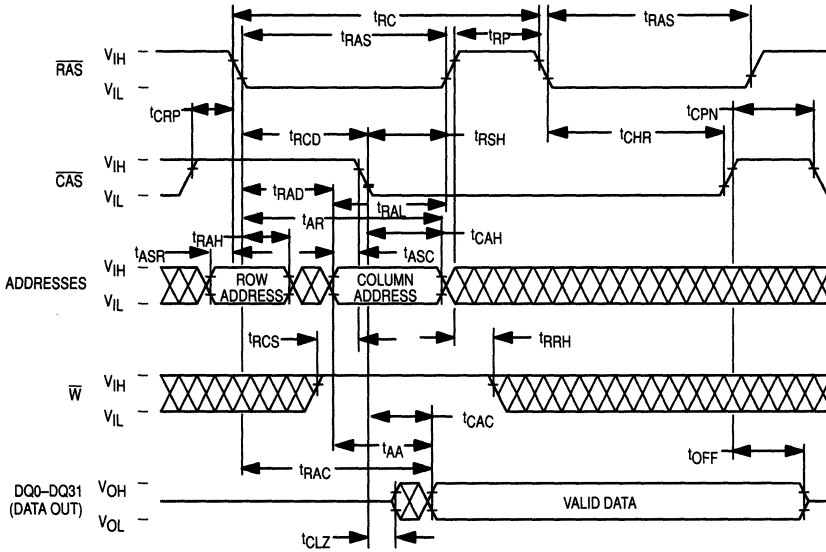 tRC
tRAS tRP tRAS
RAS VIH
VIL
tCRP tRCD tRSH tCHR tCPN
CAS VIH
VIL
tRAD tRAL
tAR
tRAH tCAH
tASR tASC
ADDRESSES VIH
VIL
ROW ADDRESS
COLUMN ADDRESS
tRCS tRRH
W VIH
VIL
tCAC
tAA
tRAC tOFF
DQ0–DQ31
(DATA OUT)
VOH
VOL
VALID DATA
tCLZ